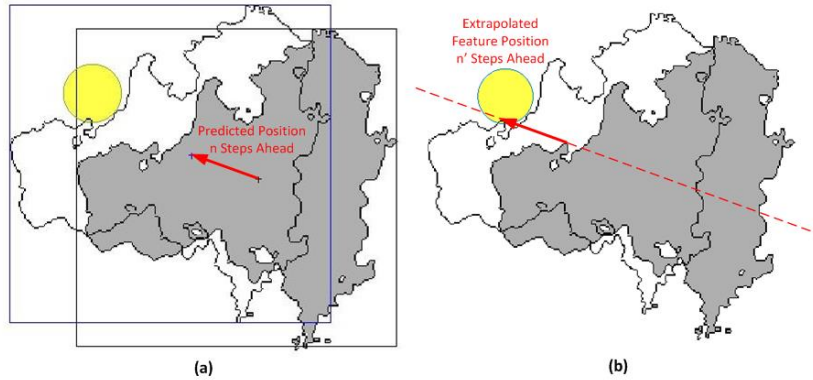 Predicted Position
n Steps Ahead
(a)
Extrapolated
Feature Position
n' Steps Ahead
(b)